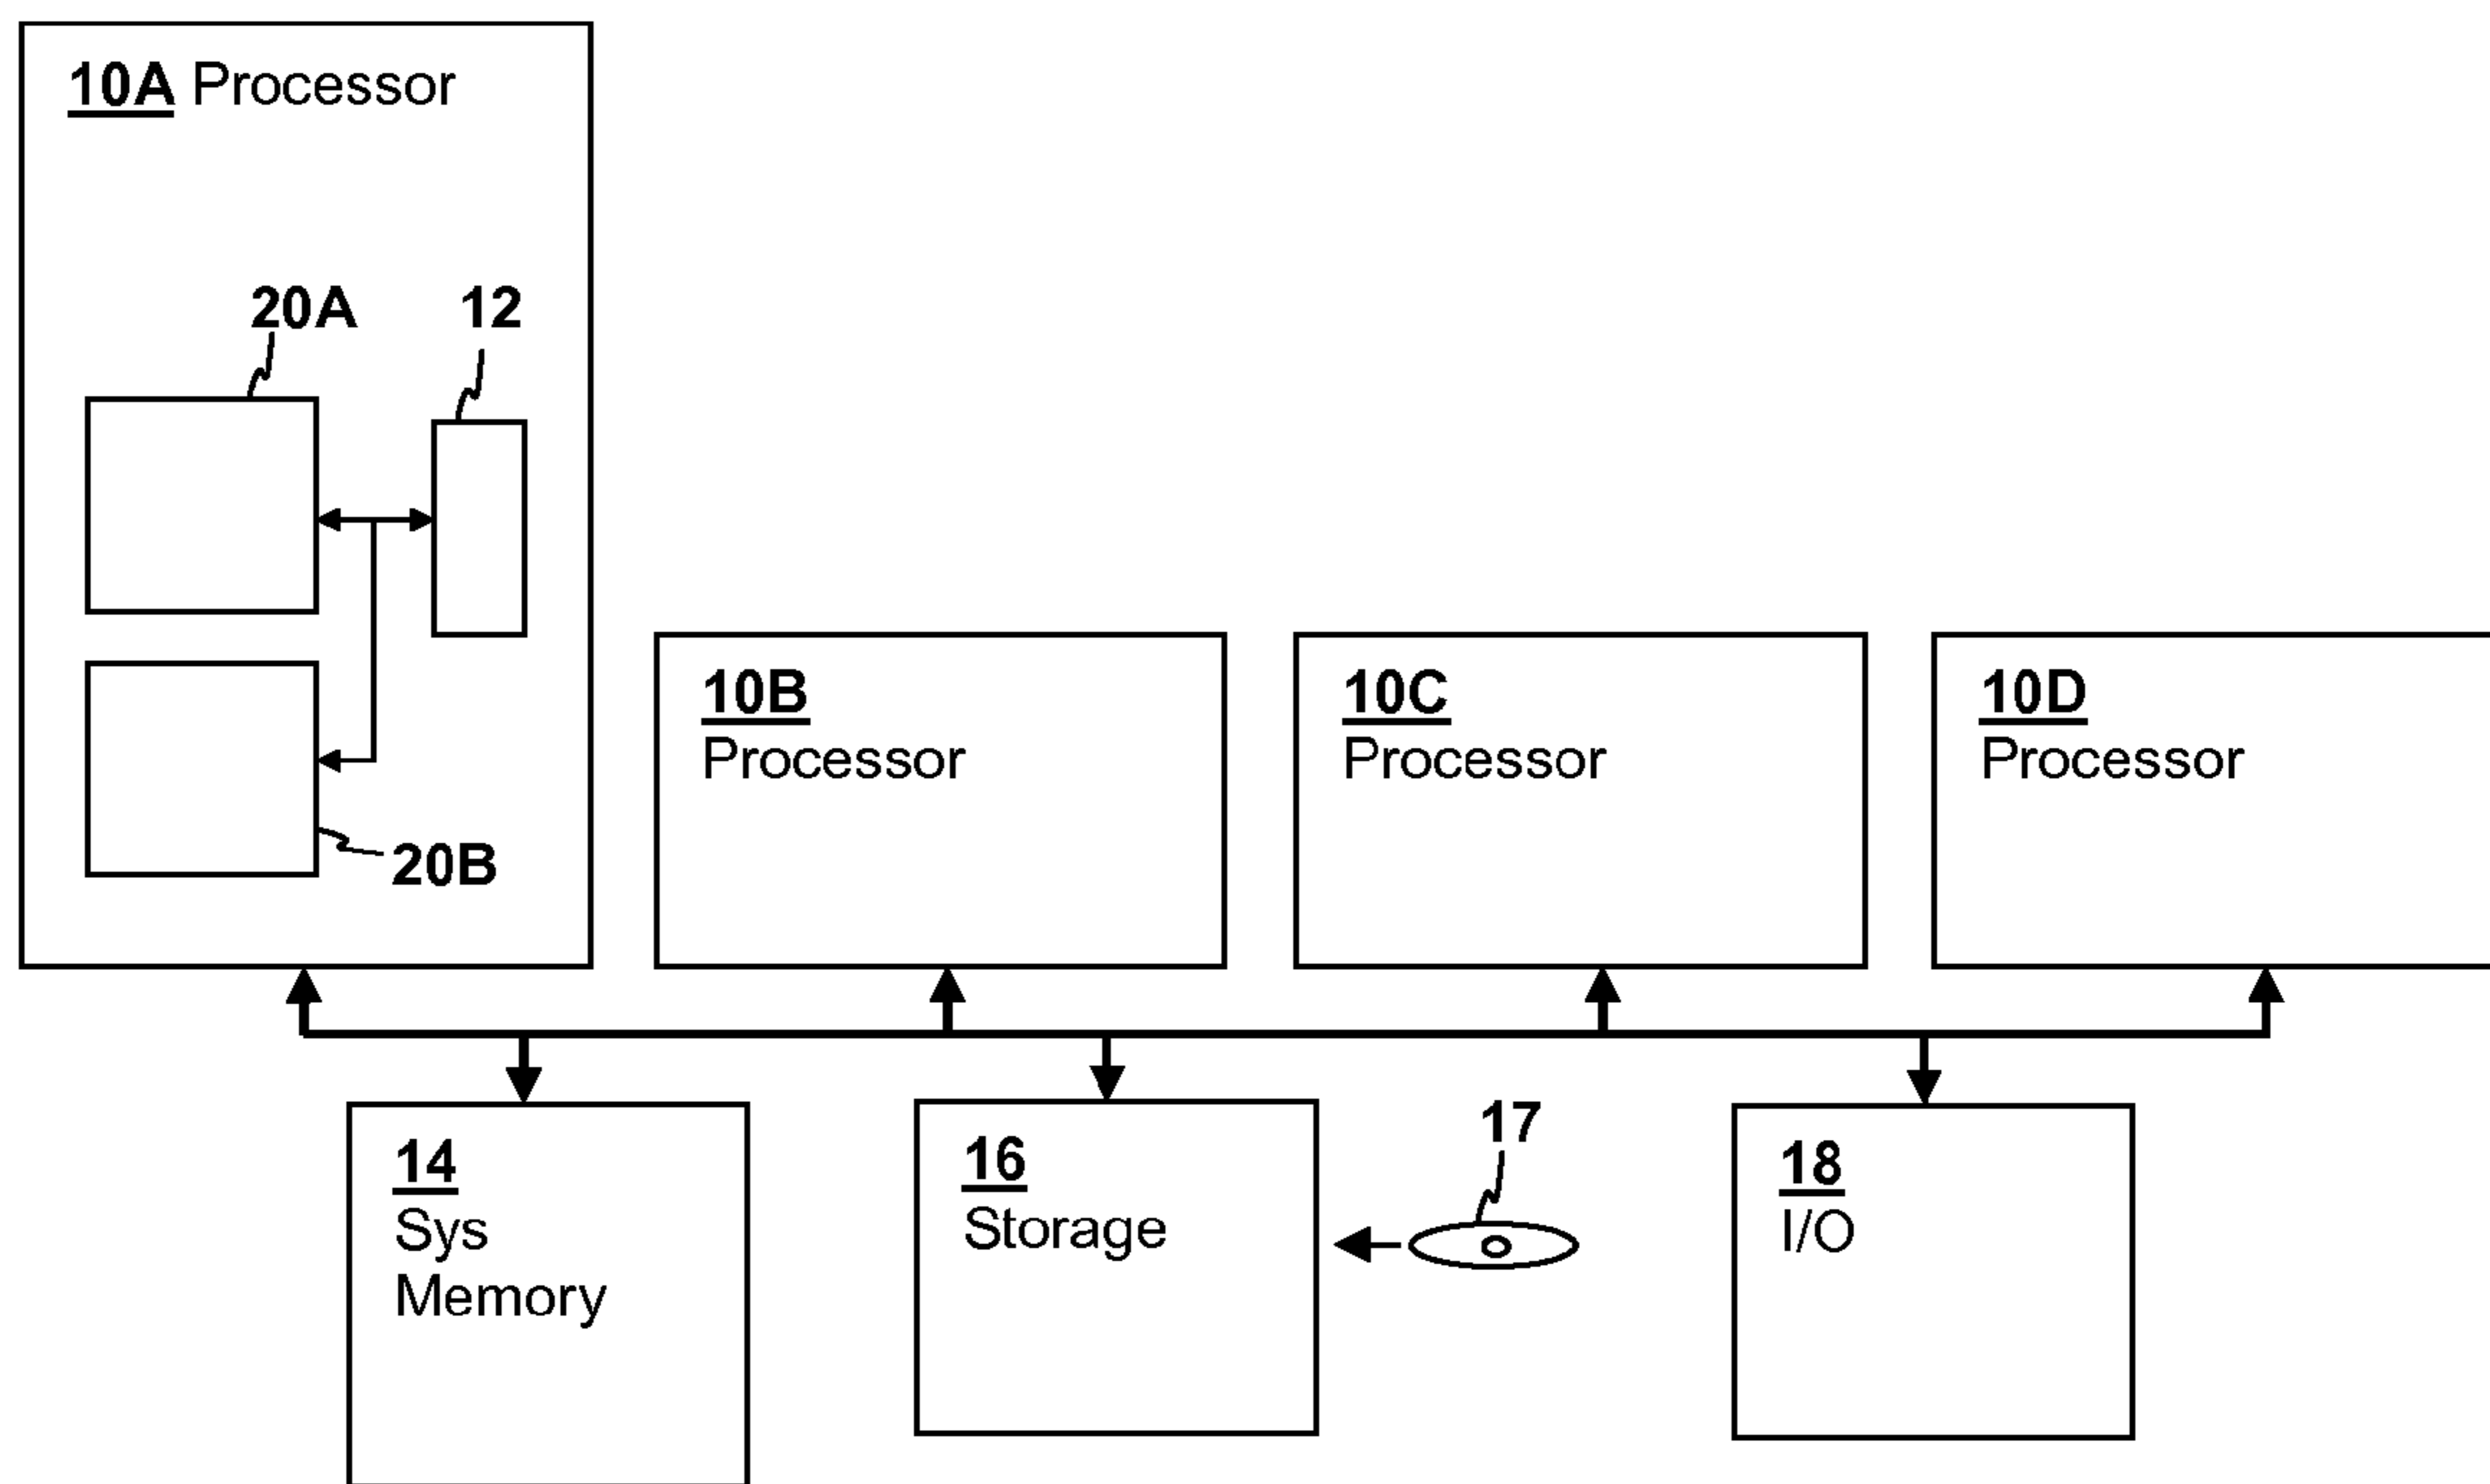 10A Processor
20A
12
20B
10B
Processor
10C
Processor
10D
Processor
14
Sys
Memory
16
Storage
17
18
I/O